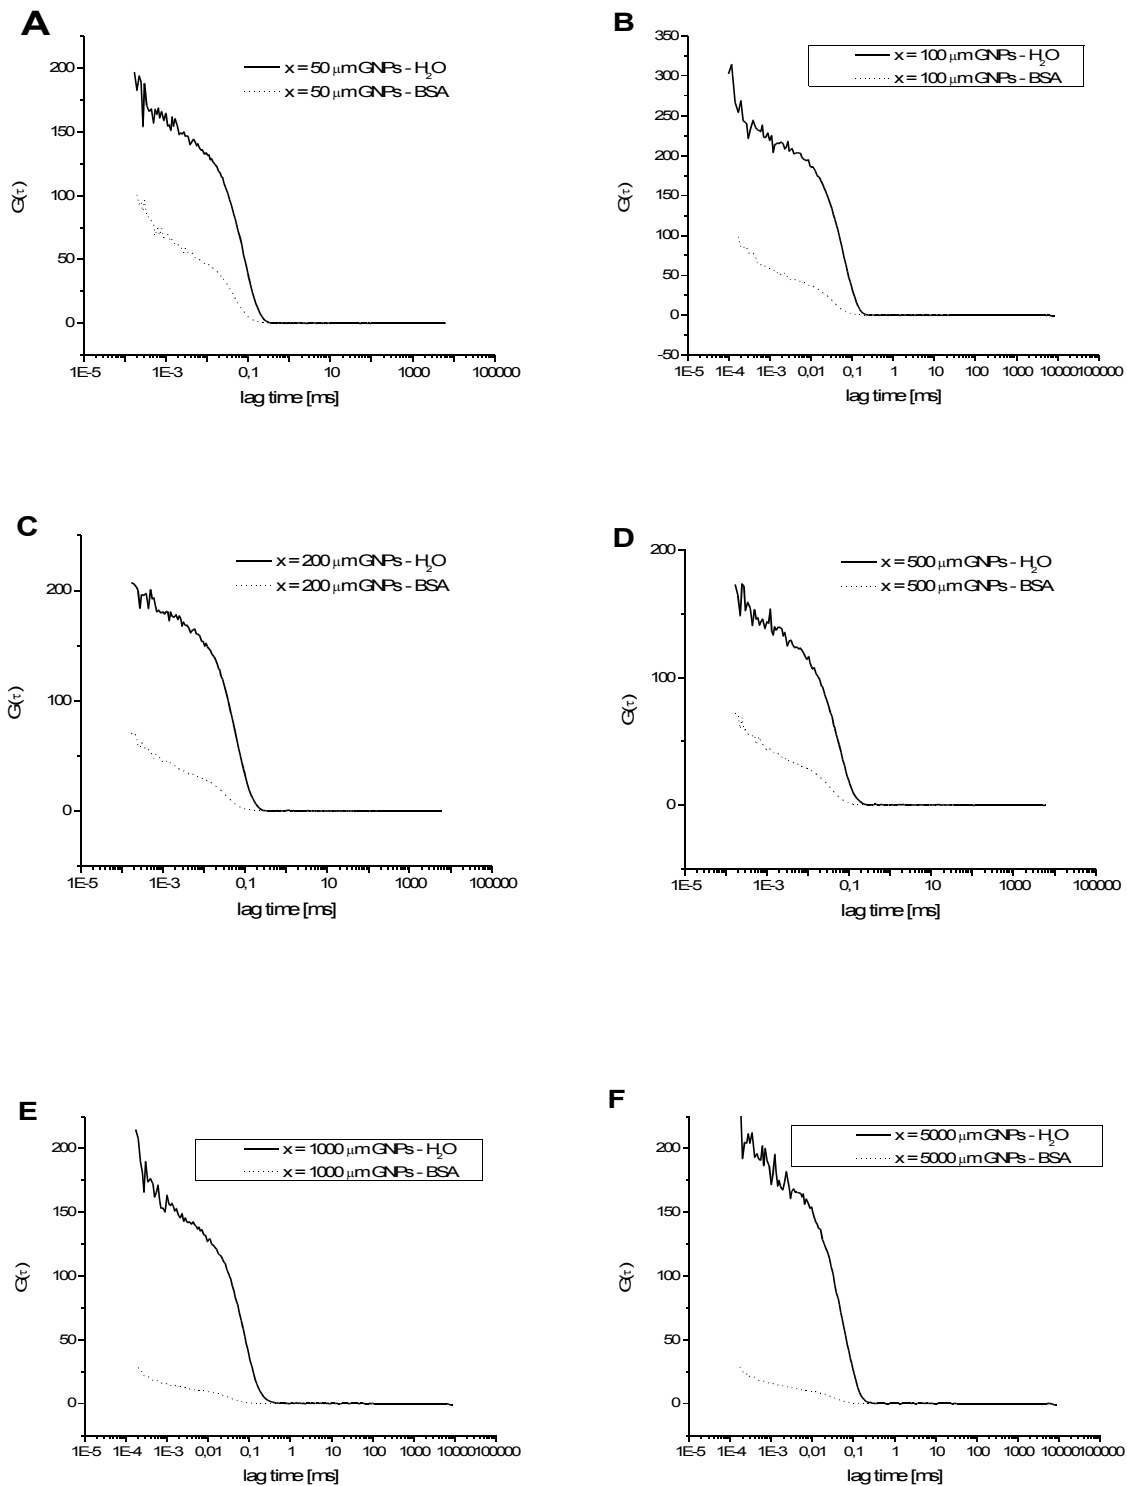 A
x = 50 μm GNPs - H2O
x = 50 μm GNPs - BSA
200
150
100
50
0
G(τ)
1E-5 1E-3 0,1 10 1000 100000
lag time [ms]
B
x = 100 μm GNPs - H2O
x = 100 μm GNPs - BSA
350
300
250
200
150
100
50
0
-50
G(τ)
1E-5 1E-4 1E-3 0,01 0,1 1 10 100 1000 10000 100000
lag time [ms]
C
x = 200 μm GNPs - H2O
x = 200 μm GNPs - BSA
200
100
0
G(τ)
1E-5 1E-3 0,1 10 1000 100000
lag time [ms]
D
x = 500 μm GNPs - H2O
x = 500 μm GNPs - BSA
200
100
0
G(τ)
1E-5 1E-3 0,1 10 1000 100000
lag time [ms]
E
x = 1000 μm GNPs - H2O
x = 1000 μm GNPs - BSA
200
150
100
50
0
G(τ)
1E-5 1E-4 1E-3 0,01 0,1 1 10 100 1000 10000 100000
lag time [ms]
F
x = 5000 μm GNPs - H2O
x = 5000 μm GNPs - BSA
200
150
100
50
0
G(τ)
1E-5 1E-4 1E-3 0,01 0,1 1 10 100 1000 10000 100000
lag time [ms]